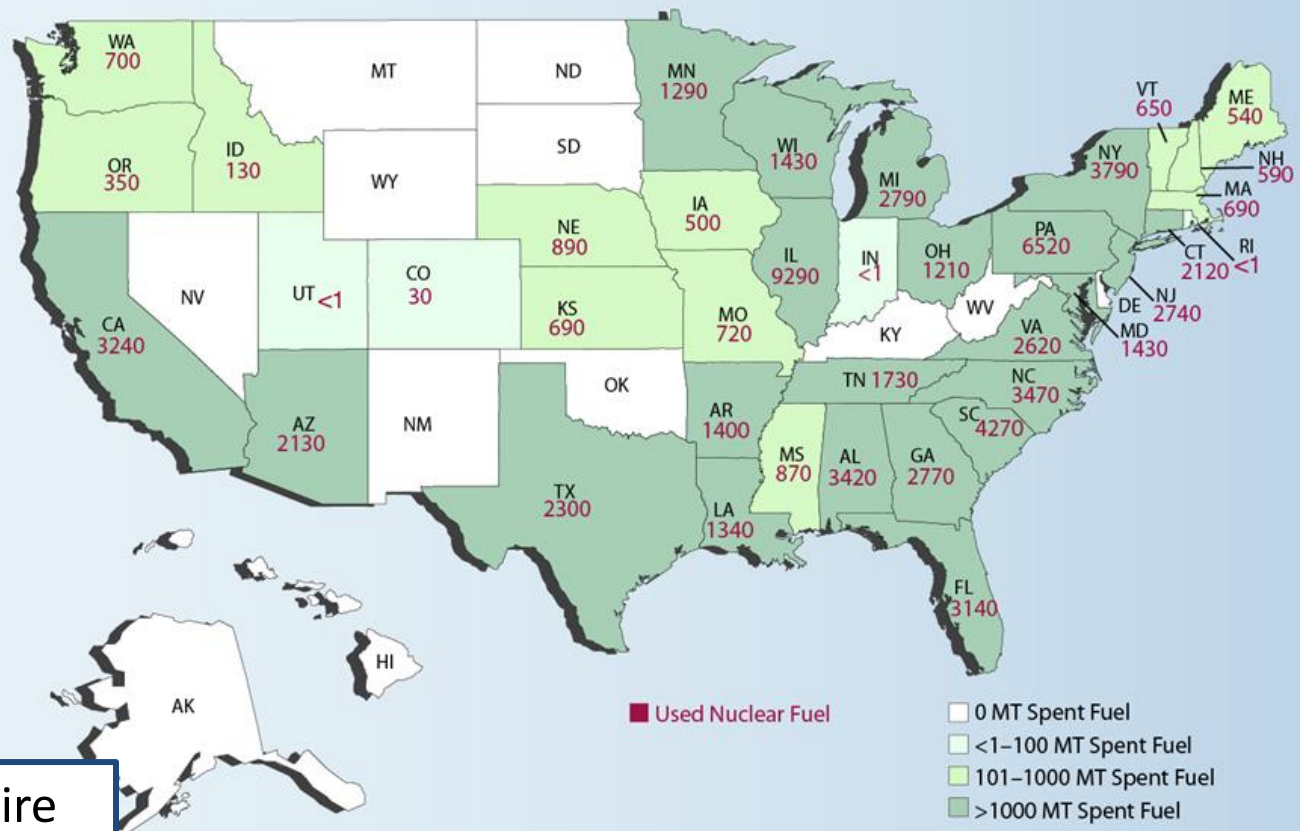 WA
700
MT
ND
MN
1290
VT
650
ME
540
OR
350
ID
130
SD
WI
1430
NY
3790
NH
590
WY
MI
2790
MA
690
IA
500
NE
890
PA
6520
IL
9290
IN
<1
OH
1210
CT
2120
RI
<1
NV
UT <1
CO
30
KS
690
MO
720
WV
DE
NJ
2740
CA
3240
KY
VA
2620
MD
1430
TN 1730
NC
3470
OK
AZ
2130
NM
AR
1400
SC
4270
MS
870
AL
3420
GA
2770
TX
2300
LA
1340
FL
3140
HI
AK
Used Nuclear Fuel
0 MT Spent Fuel
<1–100 MT Spent Fuel
101–1000 MT Spent Fuel
>1000 MT Spent Fuel
ire